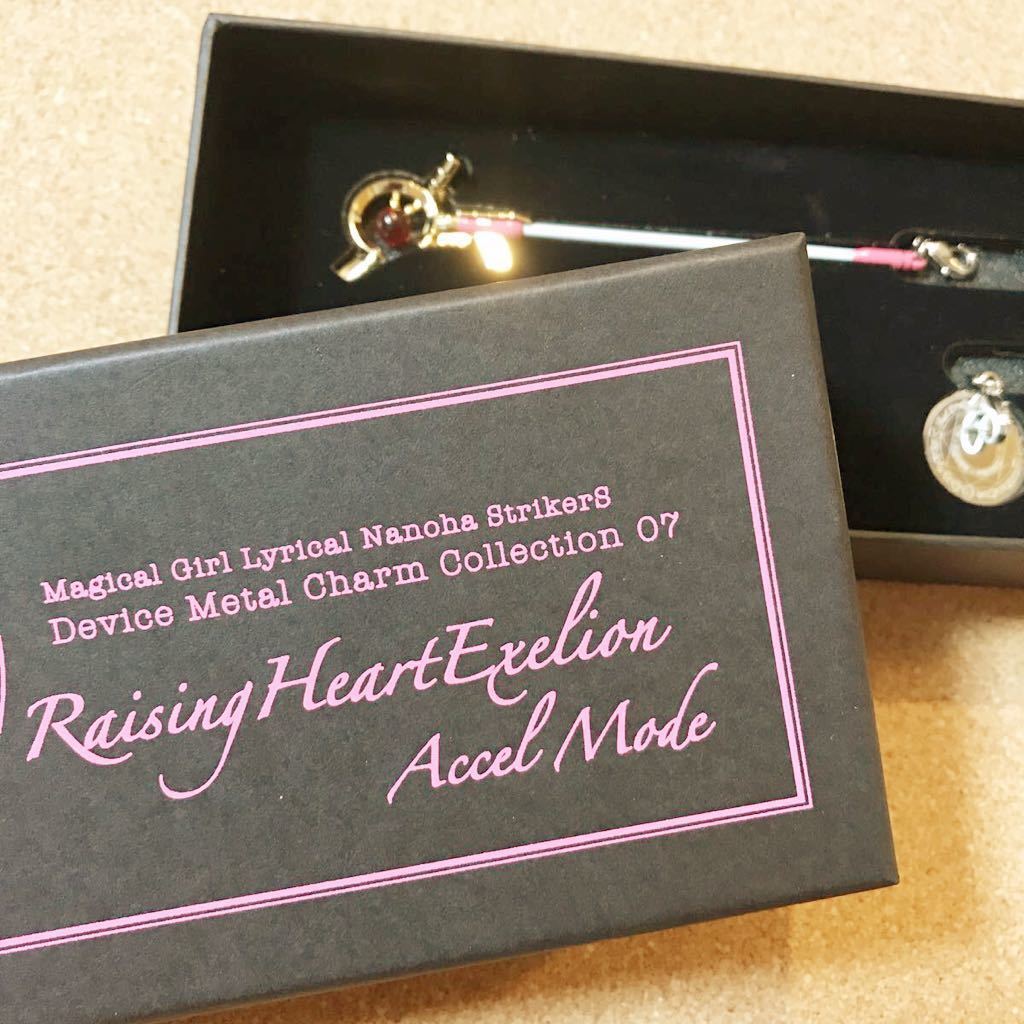 Magical Girl Lyrical Nanoha StrikerS
Device Metal Charm Collection 07
RaisingHeartExelion
Accel Mode